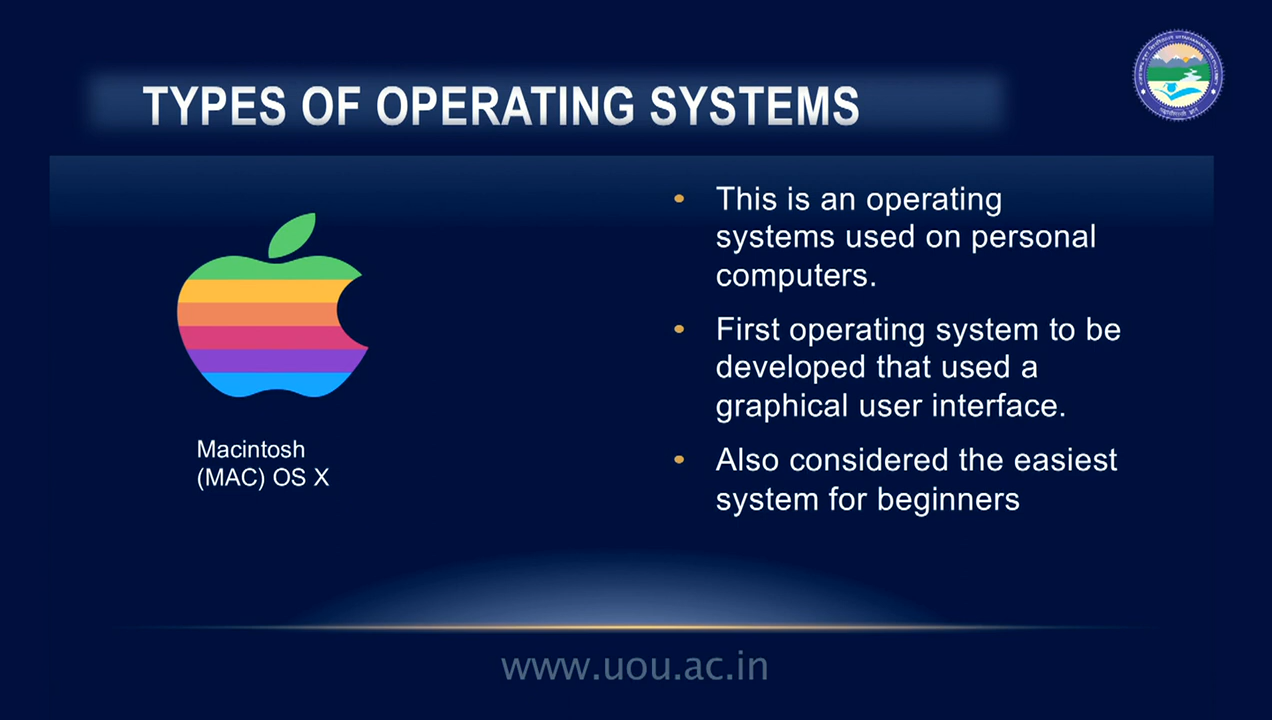 TYPES OF OPERATING SYSTEMS
This is an operating
systems used on personal
computers.
First operating system to be
developed that used a
graphical user interface.
Also considered the easiest
system for beginners
Macintosh
(MAC) OS X
www.uou.ac.in